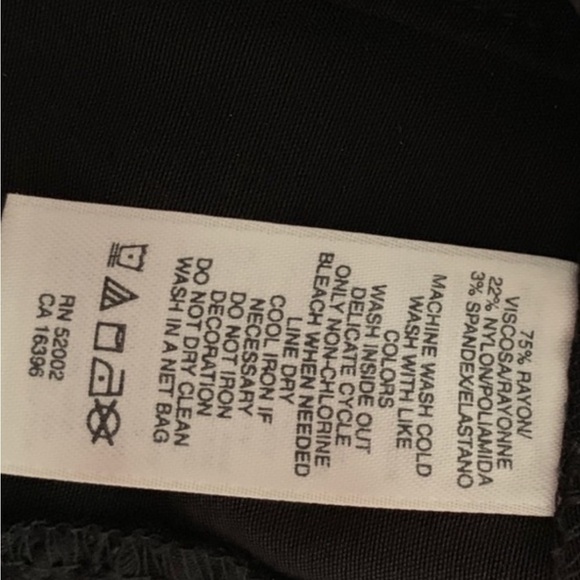 75% RAYON/
VISCOSA/RAYONNE
22% NYLON/POLIAMIDA
3% SPANDEX/ELASTANO
MACHINE WASH COLD
WASH WITH LIKE
COLORS
WASH INSIDE OUT
DELICATE CYCLE
ONLY NON-CHLORINE
BLEACH WHEN NEEDED
LINE DRY
COOL IRON IF
NECESSARY
DO NOT IRON
DECORATION
DO NOT DRY CLEAN
WASH IN A NET BAG
RN 52002
CA 16396